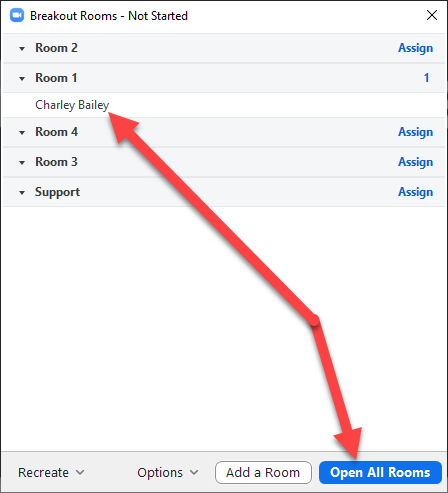 Breakout Rooms - Not Started
Room 2 Assign
Room 1 1
Charley Bailey
Room 4 Assign
Room 3 Assign
Support Assign
Recreate Options Add a Room Open All Rooms